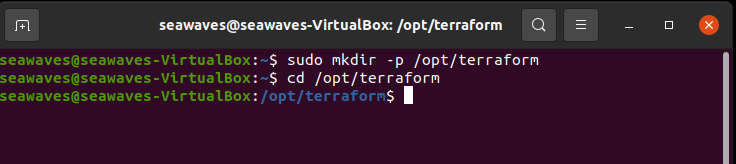 seawaves@seawaves-VirtualBox: /opt/terraform
seawaves@seawaves-VirtualBox:~$ sudo mkdir -p /opt/terraform
seawaves@seawaves-VirtualBox:~$ cd /opt/terraform
seawaves@seawaves-VirtualBox:/opt/terraform$